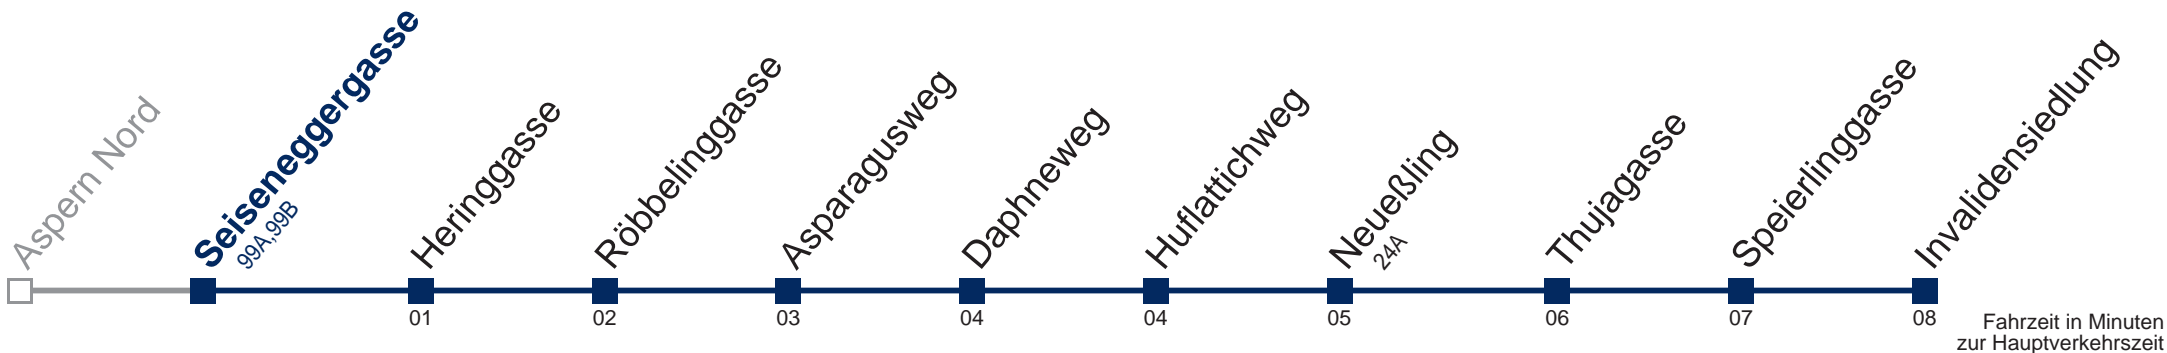 Aspern Nord
Seiseneggergasse
99A,99B
Heringgasse
Röbbelinggasse
Asparagusweg
Daphneweg
Huflattichweg
Neueßling
24A
Thujagasse
Speierlinggasse
Invalidensiedlung
01
02
03
04
04
05
06
07
08
Fahrzeit in Minuten
zur Hauptverkehrszeit